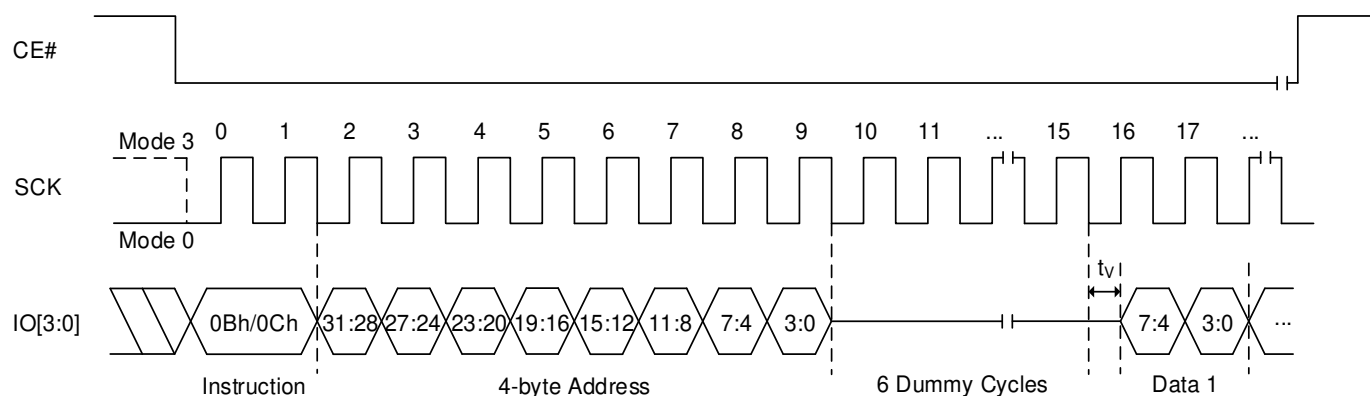 CE#
0 1 2 3 4 5 6 7 8 9 10 11 ... 15 16 17 ...
Mode 3
SCK
Mode 0
tV
IO[3:0] 0Bh/0Ch 31:28 27:24 23:20 19:16 15:12 11:8 7:4 3:0 7:4 3:0 ...
Instruction 4-byte Address 6 Dummy Cycles Data 1